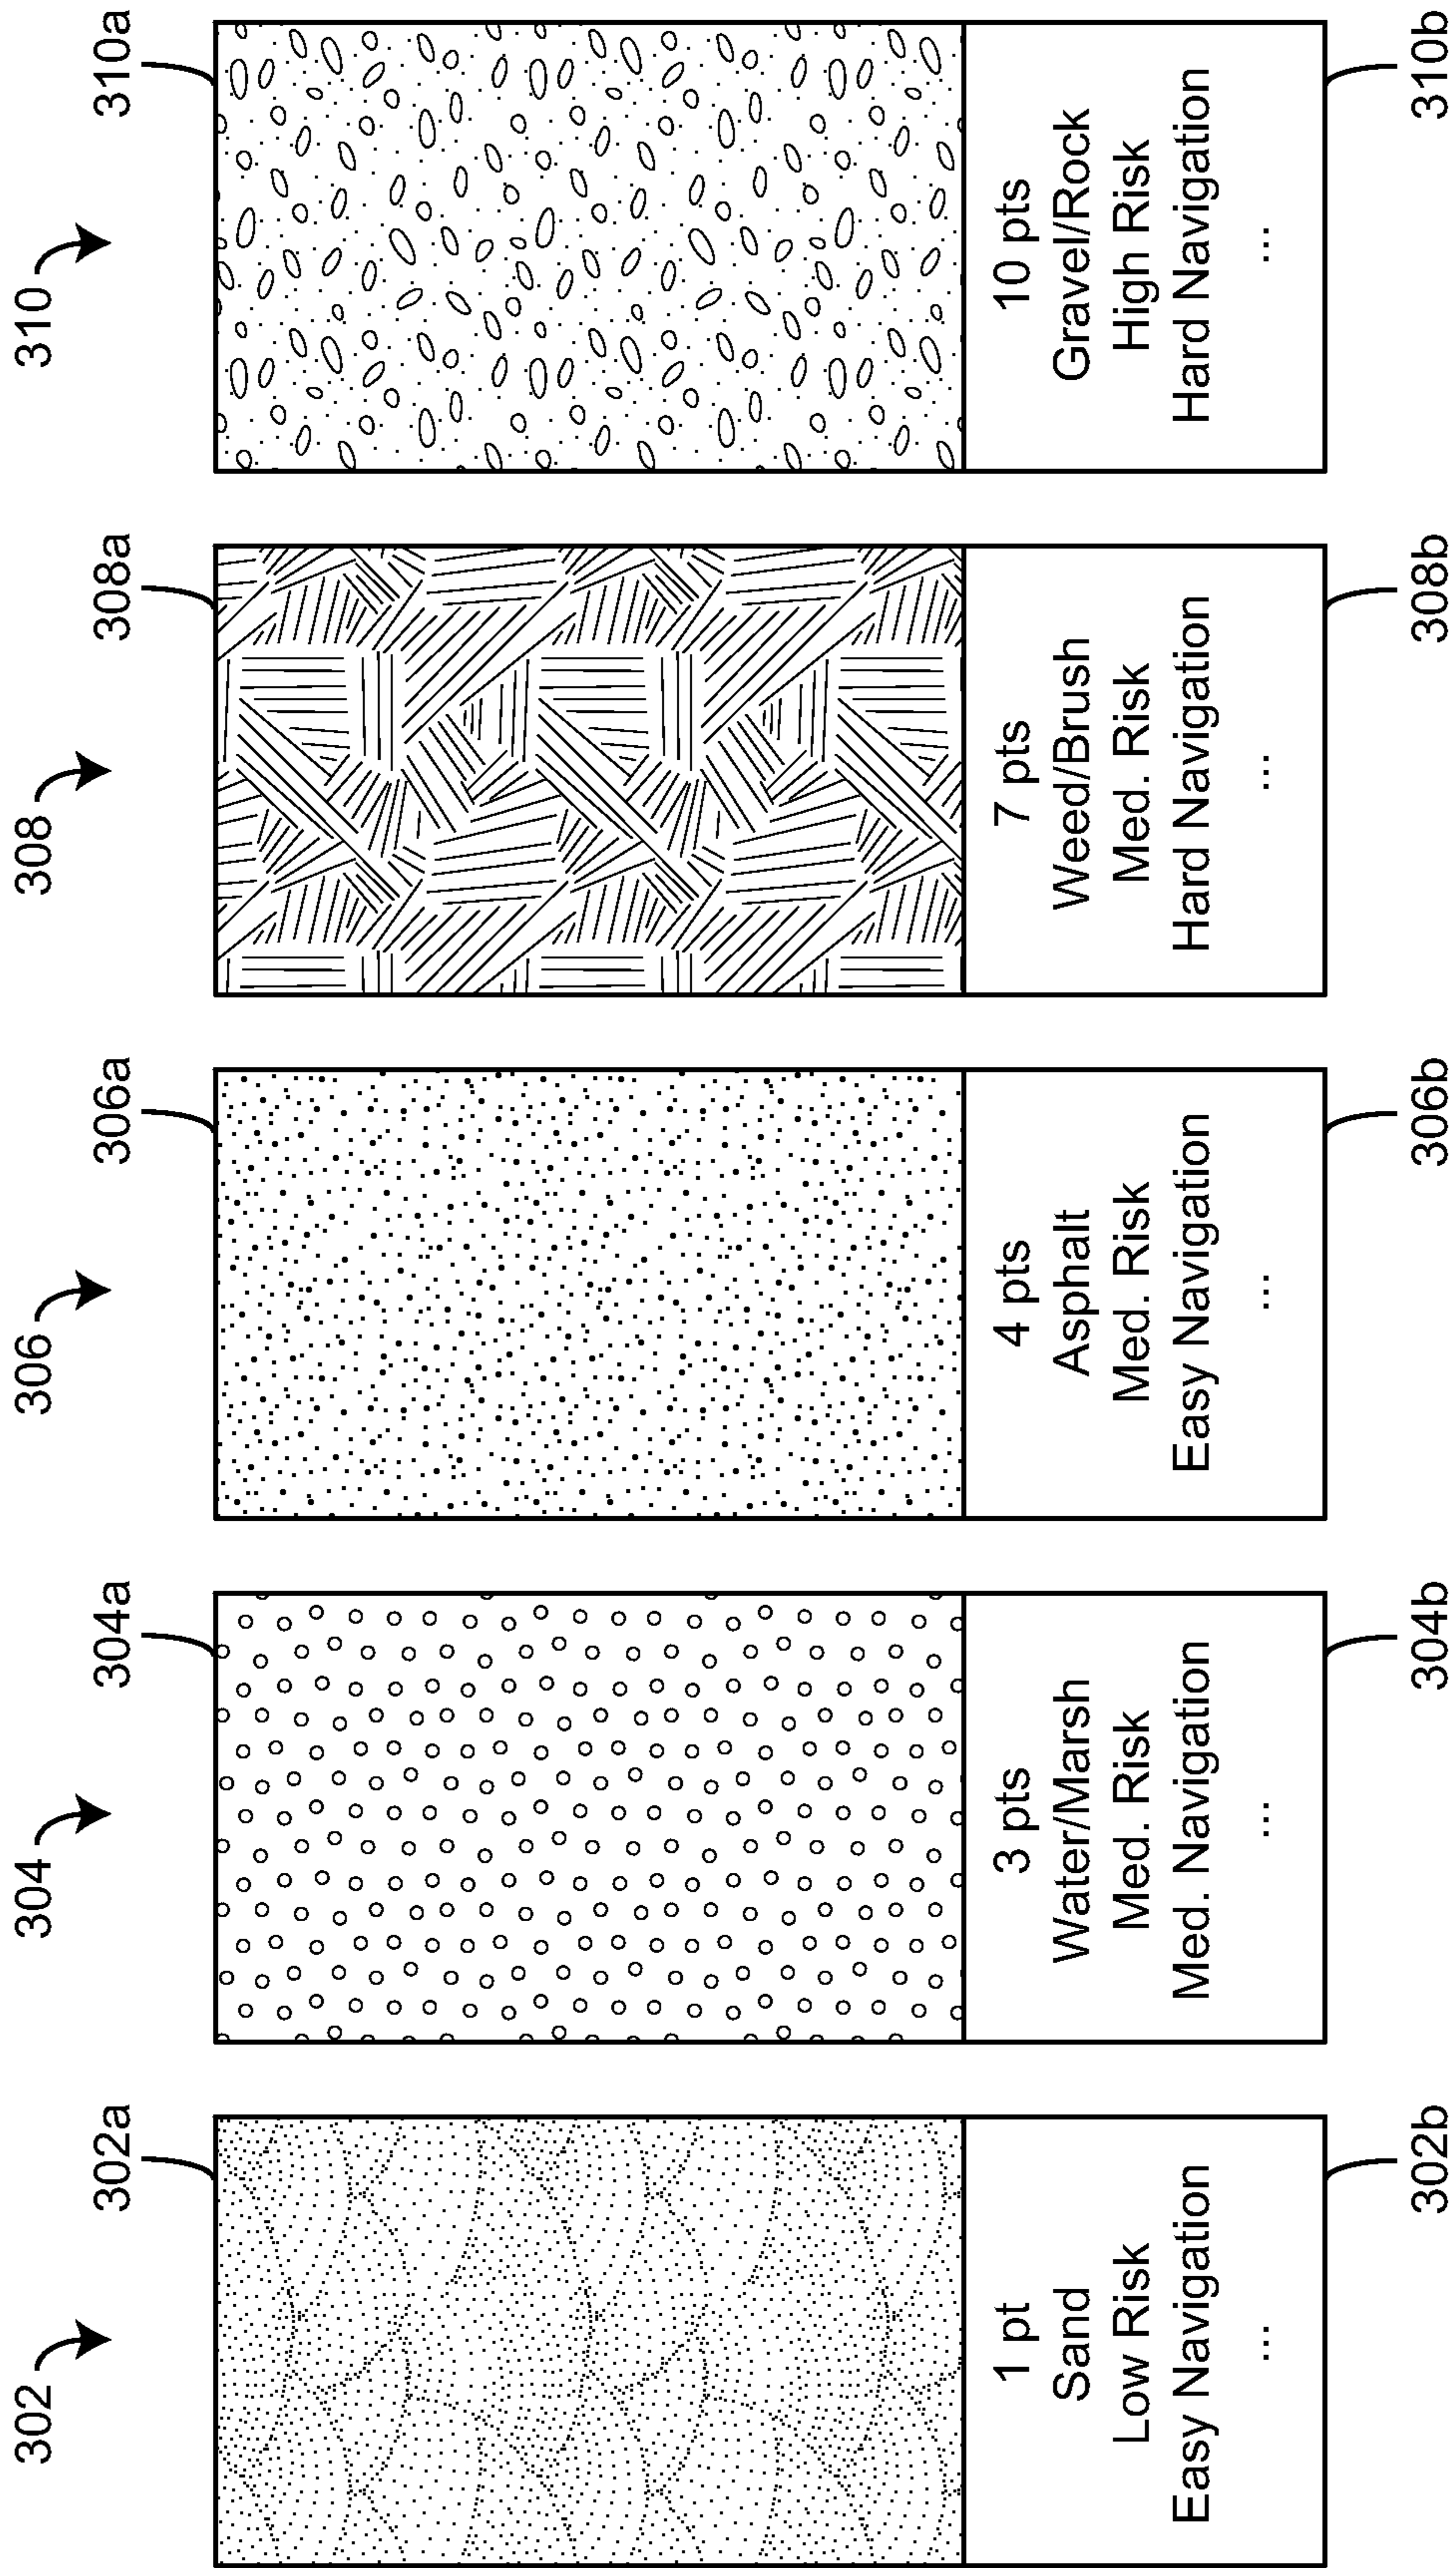 302
302a
1 pt
Sand
Low Risk
Easy Navigation
...
302b
304
304a
3 pts
Water/Marsh
Med. Risk
Med. Navigation
...
304b
306
306a
4 pts
Asphalt
Med. Risk
Easy Navigation
...
306b
308
308a
7 pts
Weed/Brush
Med. Risk
Hard Navigation
...
308b
310
310a
10 pts
Gravel/Rock
High Risk
Hard Navigation
...
310b